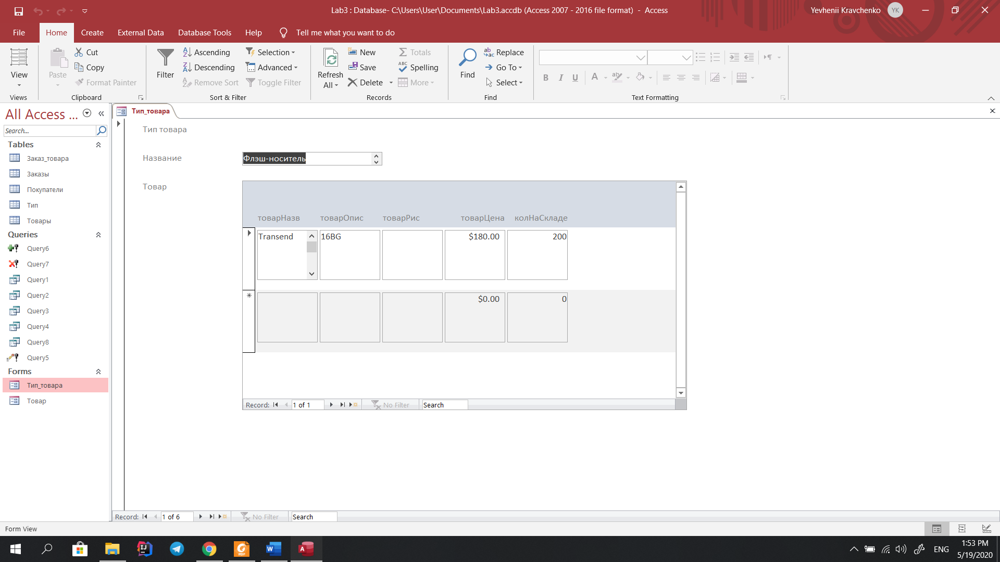 Lab3 : Database- C:\Users\User\Documents\Lab3.accdb (Access 2007 - 2016 file format) - Access
Yevhenii Kravchenko YK
File Home Create External Data Database Tools Help Tell me what you want to do
View
Views
Paste
Cut
Copy
Format Painter
Clipboard
Filter
Ascending
Descending
Remove Sort
Selection
Advanced
Toggle Filter
Sort & Filter
Refresh
All
New
Save
Delete
Totals
Spelling
More
Records
Find
Replace
Go To
Select
Find
B I U A
Text Formatting
All Access ...
Search...
Tables
Заказ_товара
Заказы
Покупатели
Тип
Товары
Queries
Query6
Query7
Query1
Query2
Query3
Query4
Query8
Query5
Forms
Тип_товара
Товар
Тип_товара
Тип товара
Название Флэш-носитель
Товар
товарНазв товарОпис товарРис товарЦена колНаСкладе
Transend 16BG $180.00 200
$0.00 0
Record: 1 of 1 No Filter Search
Record: 1 of 6 No Filter Search
Form View
ENG
1:53 PM
5/19/2020